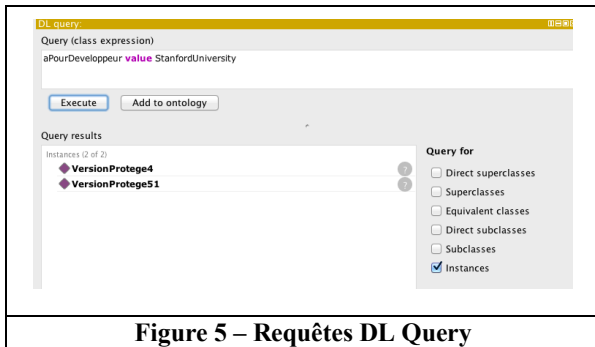 DL query:
Query (class expression)
aPourDeveloppeur value StanfordUniversity
Execute
Add to ontology
Query results
Instances (2 of 2)
VersionProtege4
?
VersionProtege51
?
Query for
Direct superclasses
Superclasses
Equivalent classes
Direct subclasses
Subclasses
Instances
Figure 5 – Requêtes DL Query